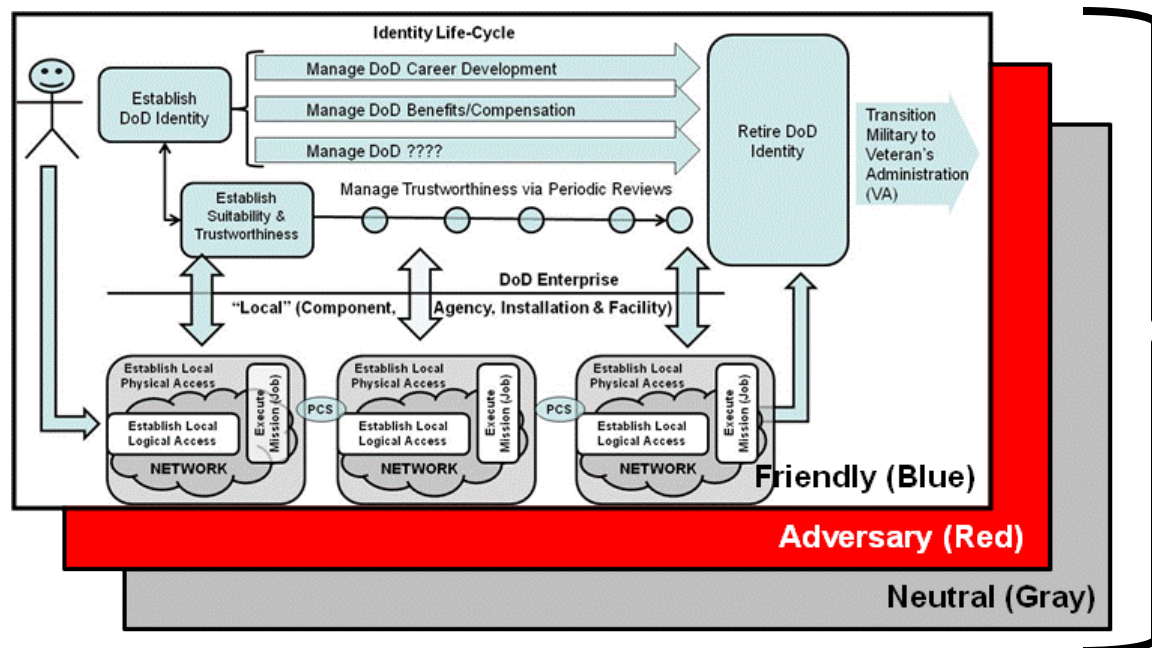 Identity Life-Cycle
Manage DoD Career Development
Establish
DoD Identity
Manage DoD Benefits/Compensation
Manage DoD ????
Retire DoD
Identity
Transition
Military to
Veteran's
Administration
(VA)
Establish
Suitability &
Trustworthiness
Manage Trustworthiness via Periodic Reviews
DoD Enterprise
“Local” (Component, Agency, Installation & Facility)
Establish Local
Physical Access
Establish Local
Logical Access
Execute
Mission (Job)
NETWORK
PCS
Establish Local
Physical Access
Establish Local
Logical Access
Execute
Mission (Job)
NETWORK
PCS
Establish Local
Physical Access
Establish Local
Logical Access
Execute
Mission (Job)
NETWORK
Friendly (Blue)
Adversary (Red)
Neutral (Gray)